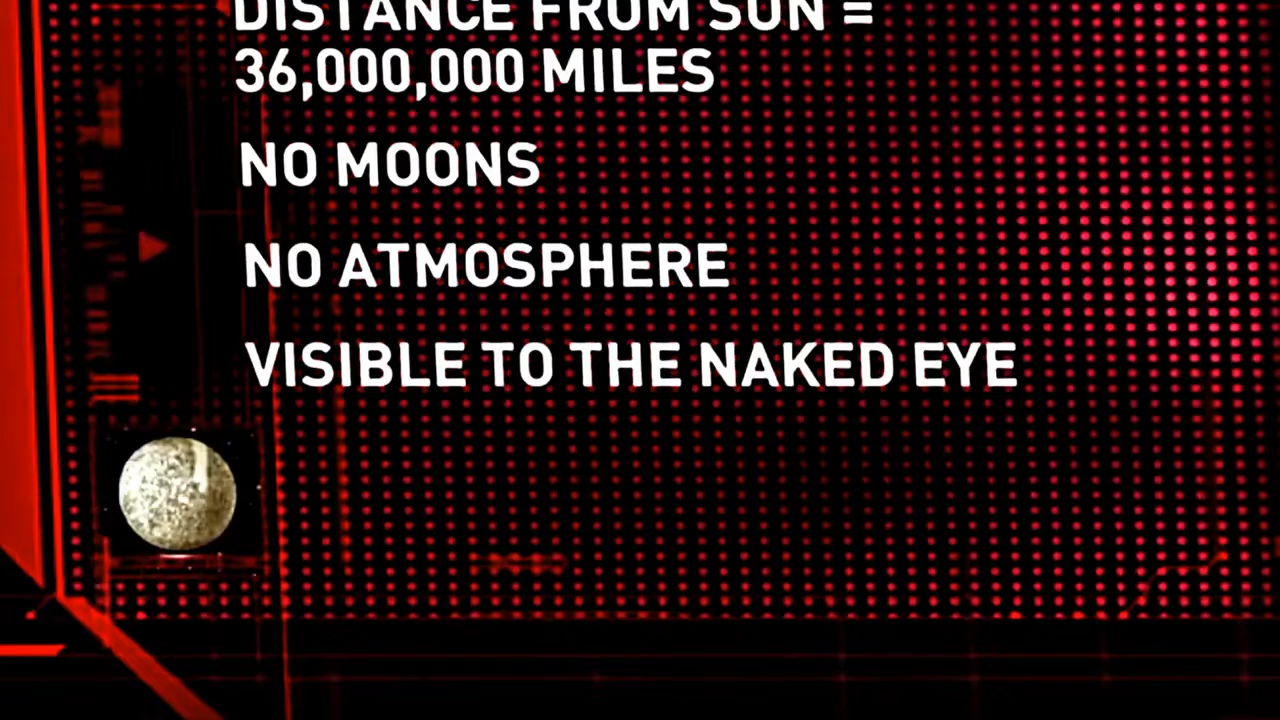 DISTANCE FROM SUN =
36,000,000 MILES
NO MOONS
NO ATMOSPHERE
VISIBLE TO THE NAKED EYE